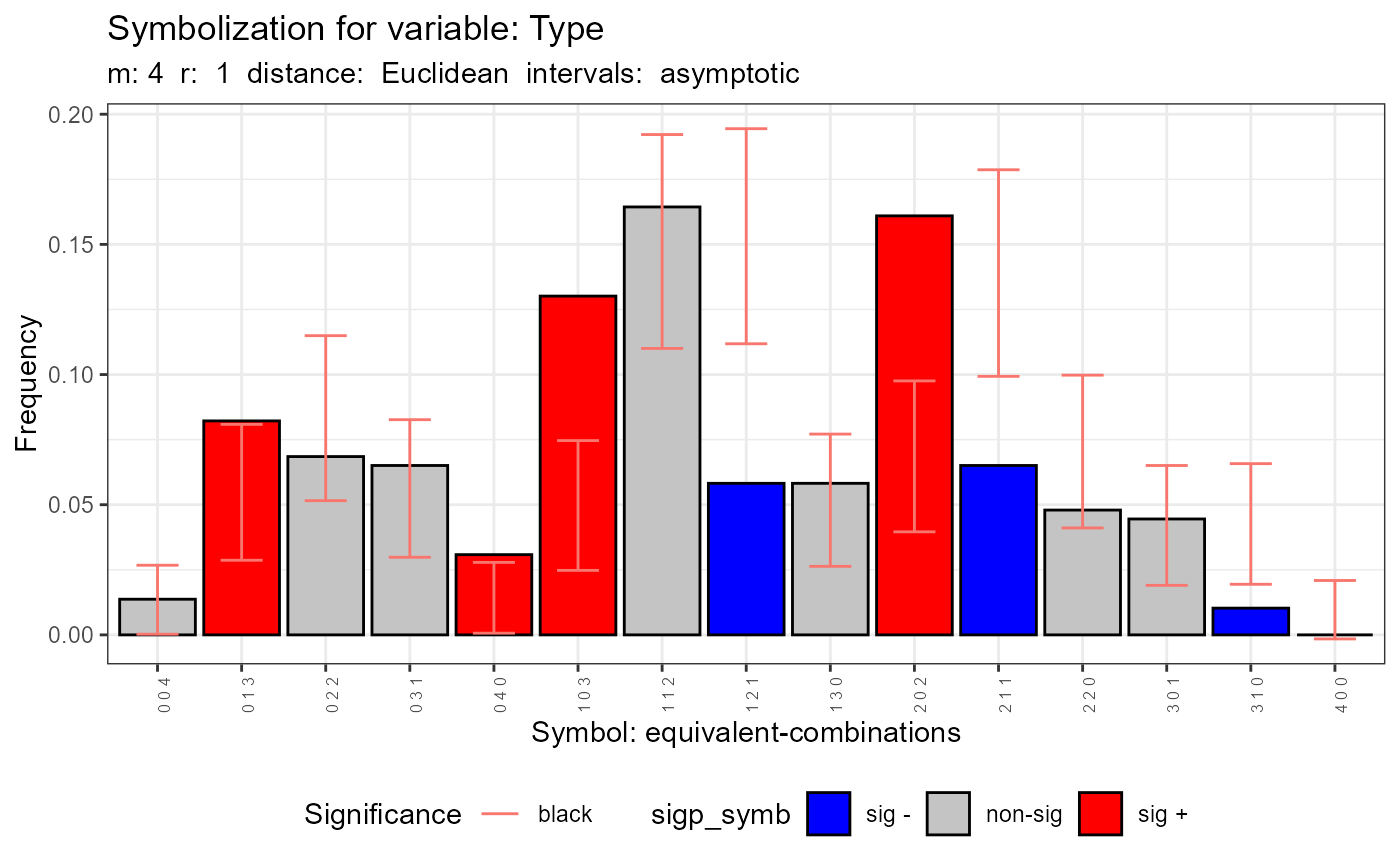 Symbolization for variable: Type
m: 4 r: 1 distance: Euclidean intervals: asymptotic
0.20
0.15
0.10
0.05
0.00
Frequency
0 0 4
0 1 3
0 2 2
0 3 1
0 4 0
1 0 3
1 1 2
1 2 1
1 3 0
2 0 2
2 1 1
2 2 0
3 0 1
3 1 0
4 0 0
Symbol: equivalent-combinations
Significance black sigp_symb sig - non-sig sig +